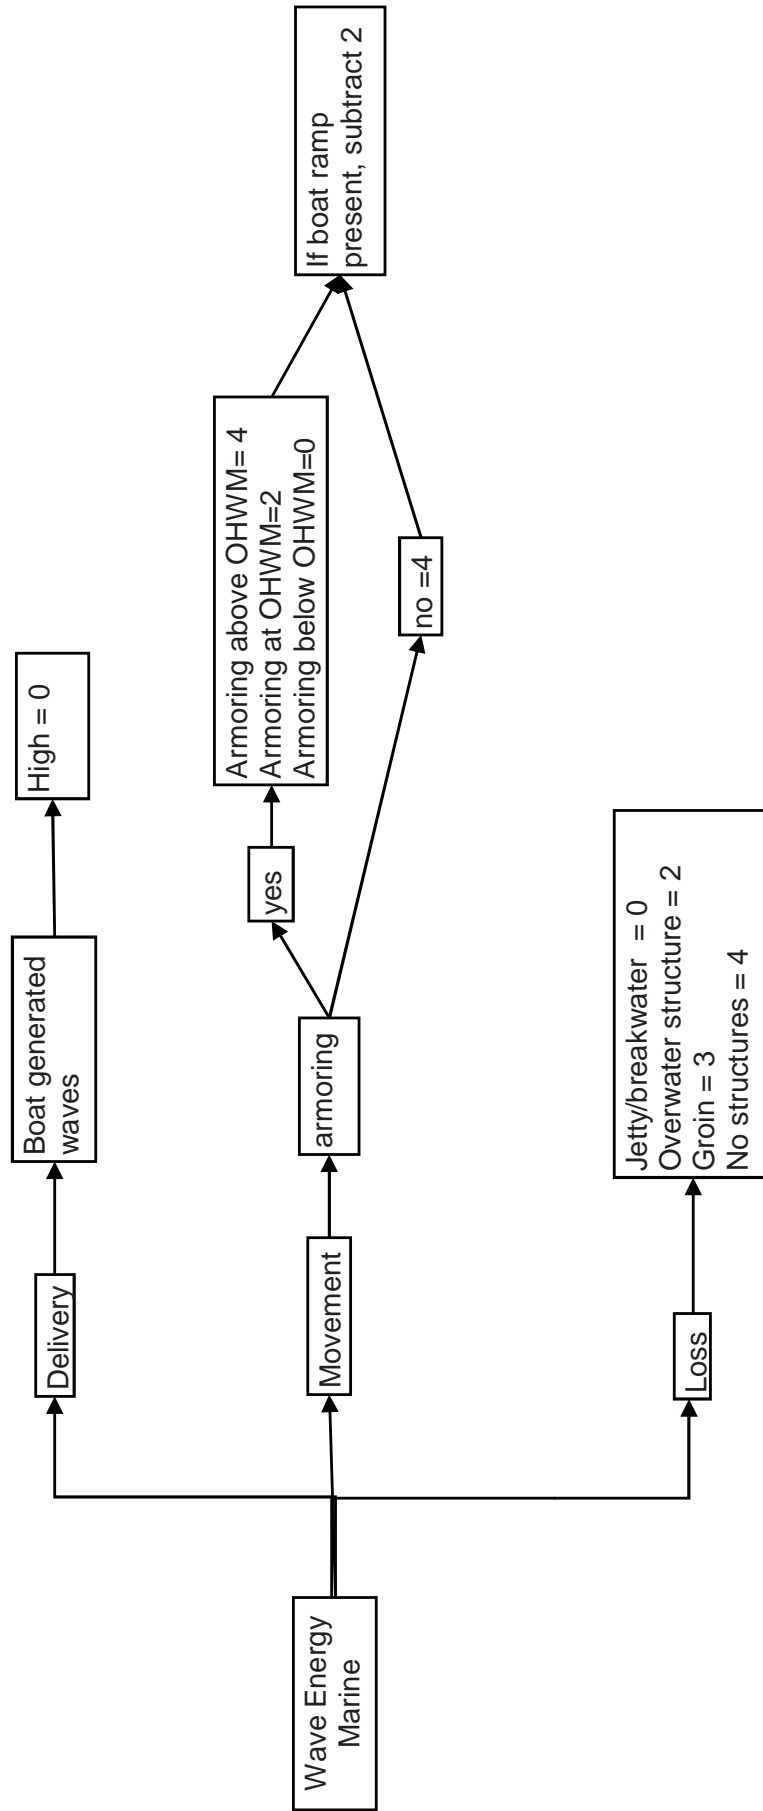 Wave Energy
Marine
Delivery
Boat generated
waves
High = 0
Movement
armoring
yes
Armoring above OHWM= 4
Armoring at OHWM=2
Armoring below OHWM=0
no =4
If boat ramp
present, subtract 2
Loss
Jetty/breakwater = 0
Overwater structure = 2
Groin = 3
No structures = 4